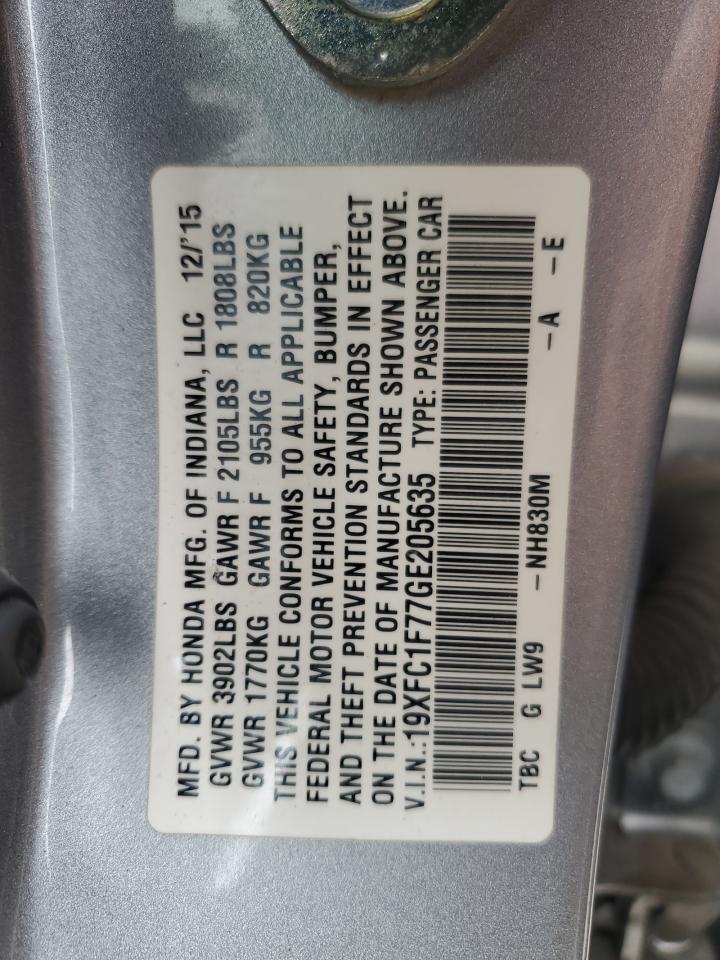 MFD. BY HONDA MFG. OF INDIANA, LLC 12/'15
GVWR 3902LBS GAWR F 2105LBS R 1808LBS
GVWR 1770KG GAWR F 955KG R 820KG
THIS VEHICLE CONFORMS TO ALL APPLICABLE
FEDERAL MOTOR VEHICLE SAFETY, BUMPER,
AND THEFT PREVENTION STANDARDS IN EFFECT
ON THE DATE OF MANUFACTURE SHOWN ABOVE.
V.I.N.:19XFC1F77GE205635 TYPE: PASSENGER CAR
TBC G LW9 -NH830M -A -E